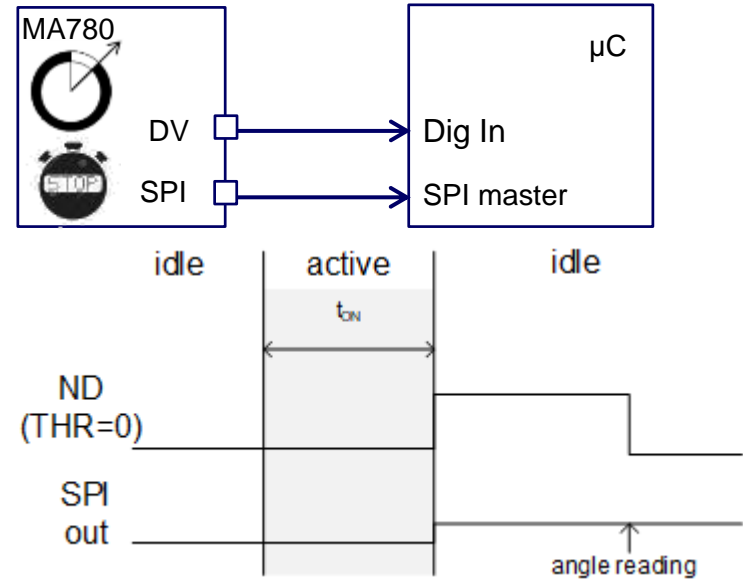 MA780
µC
DV
Dig In
STOP
SPI
SPI master
idle
active
idle
tON
ND
(THR=0)
SPI
out
angle reading